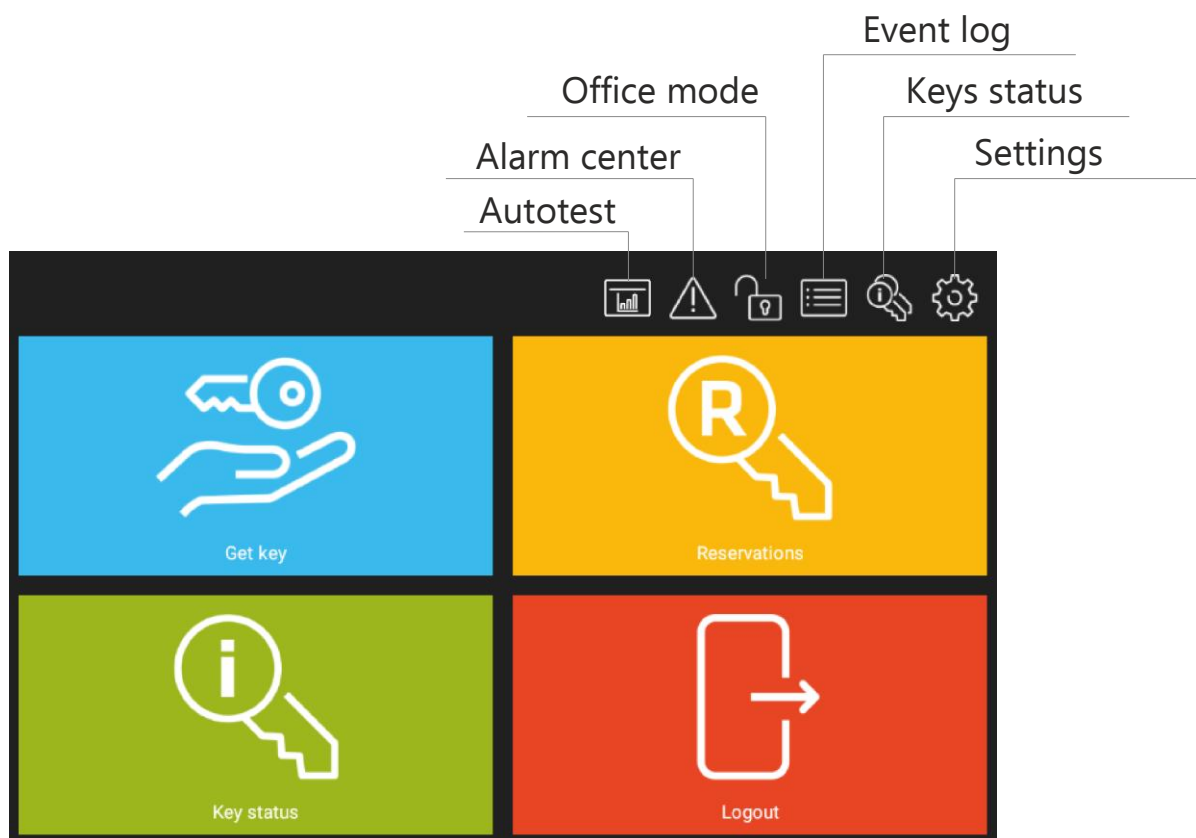 Event log
Office mode
Keys status
Alarm center
Settings
Autotest
i
R
Get key
Reservations
i
Key status
Logout